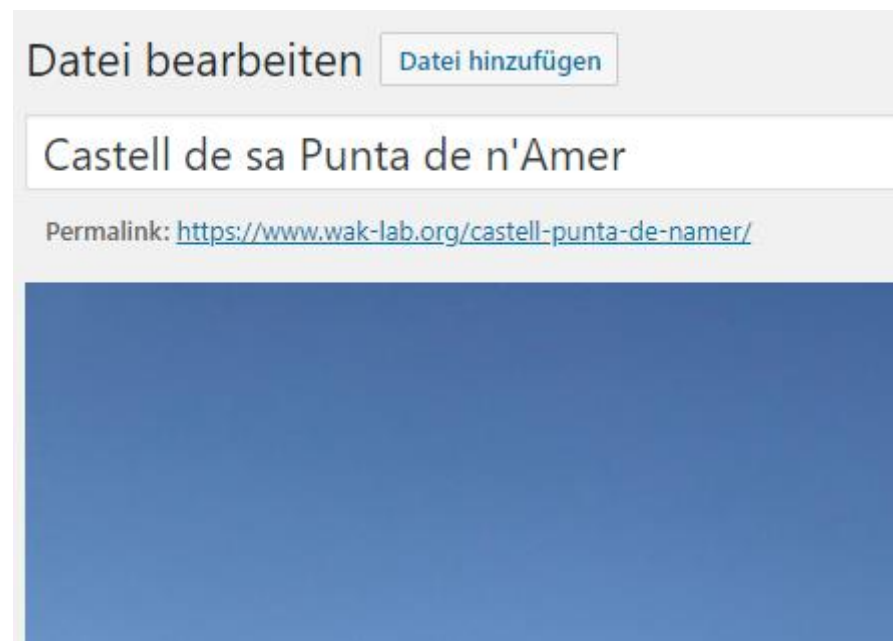 Datei bearbeiten Datei hinzufügen
Castell de sa Punta de n'Amer
Permalink: https://www.wak-lab.org/castell-punta-de-namer/